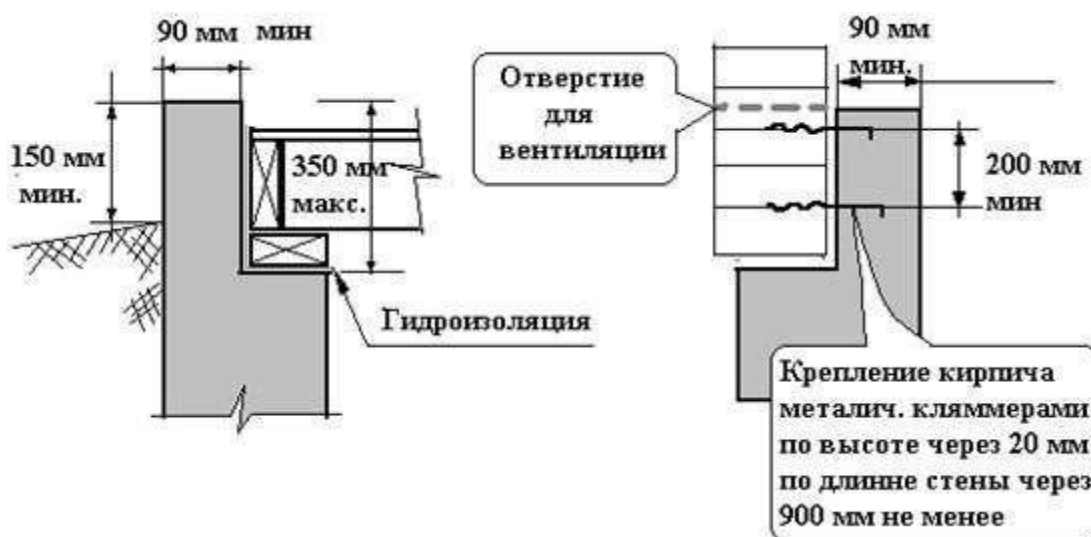 90 мм мин
150 мм
мин.
350 мм
макс.
Гидроизоляция
Отверстие
для
вентиляции
90 мм
мин.
200 мм
мин
Крепление кирпича
металич. кляммерами
по высоте через 20 мм
по длинне стены через
900 мм не менее